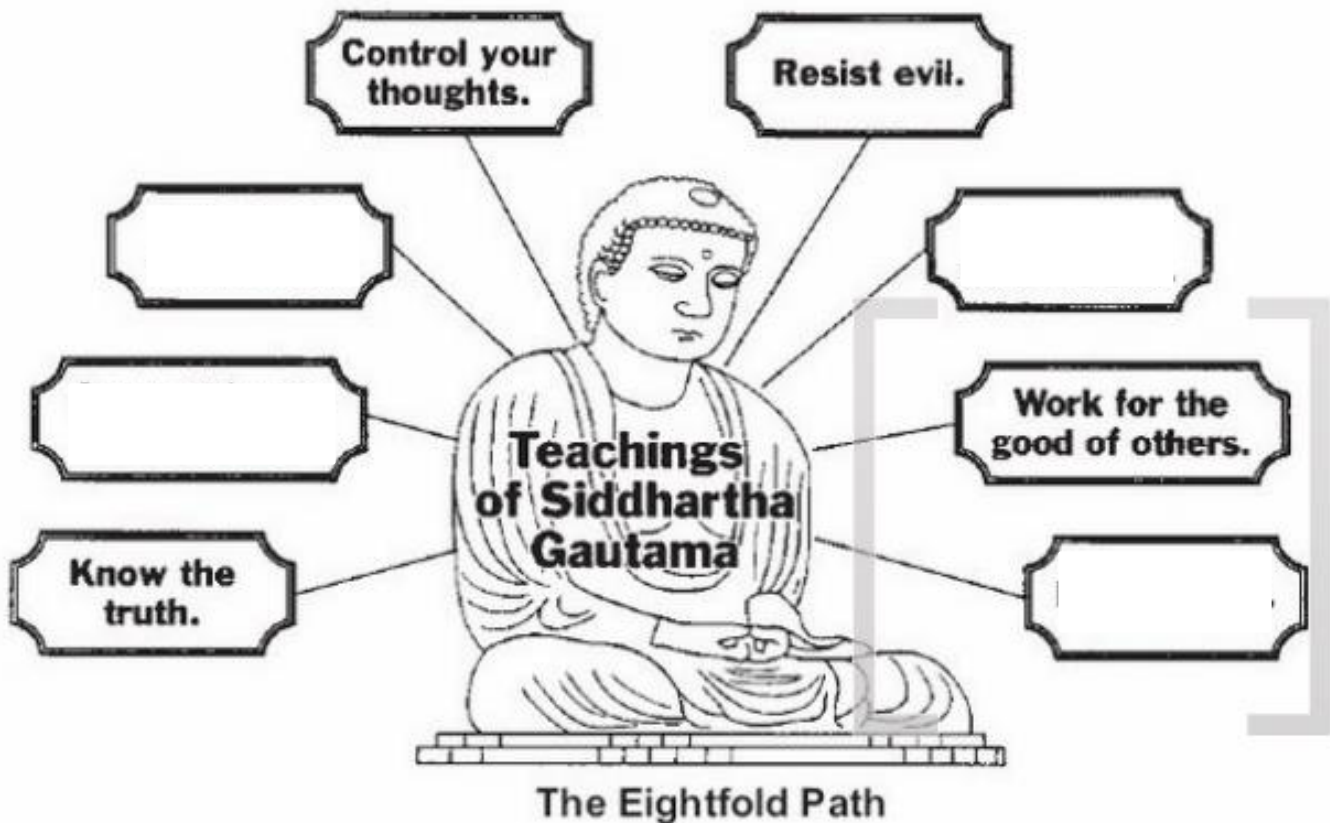 Control your
thoughts.
Resist evil.
Work for the
good of others.
Know the
truth.
Teachings
of Siddhartha
Gautama
The Eightfold Path